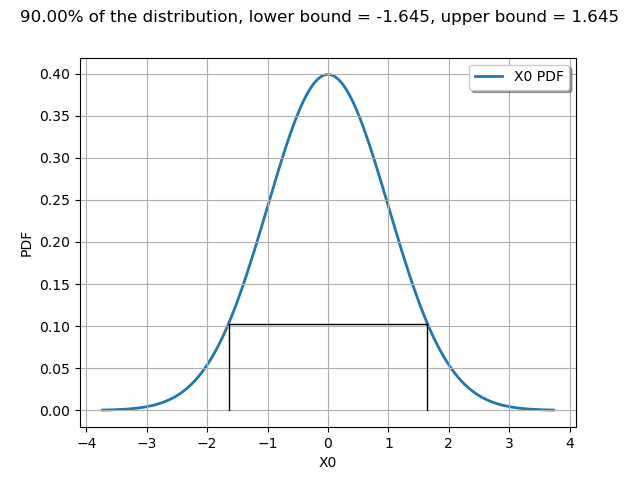 90.00% of the distribution, lower bound = -1.645, upper bound = 1.645
X0 PDF
0.40
0.35
0.30
0.25
0.20
0.15
0.10
0.05
0.00
PDF
−4 −3 −2 −1 0 1 2 3 4
X0